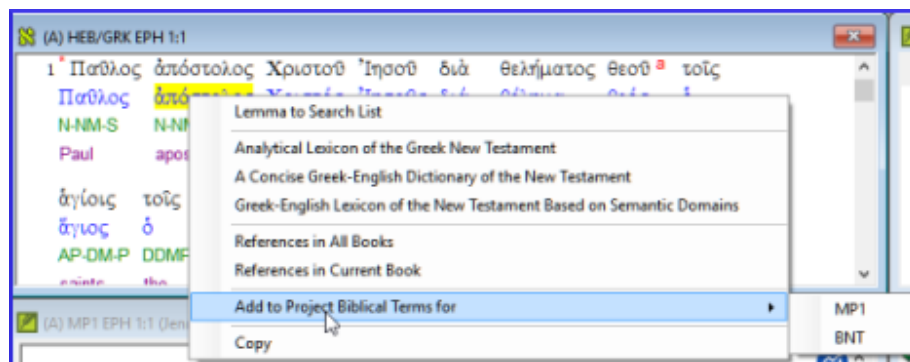 (A) HEB/GRK EPH 1:1
1 * Παῦλος ἀπόστολος Χριστοῦ Ἰησοῦ διὰ θελήματος θεοῦ a τοῖς
Παῦλος
N-NM-S
Paul
ἁγίοις τοῖς
ἅγιος ὁ
AP-DM-P
Lemma to Search List
Analytical Lexicon of the Greek New Testament
A Concise Greek-English Dictionary of the New Testament
Greek-English Lexicon of the New Testament Based on Semantic Domains
References in All Books
References in Current Book
Add to Project Biblical Terms for
MP1
BNT
Copy
(A) MP1 EPH 1:1